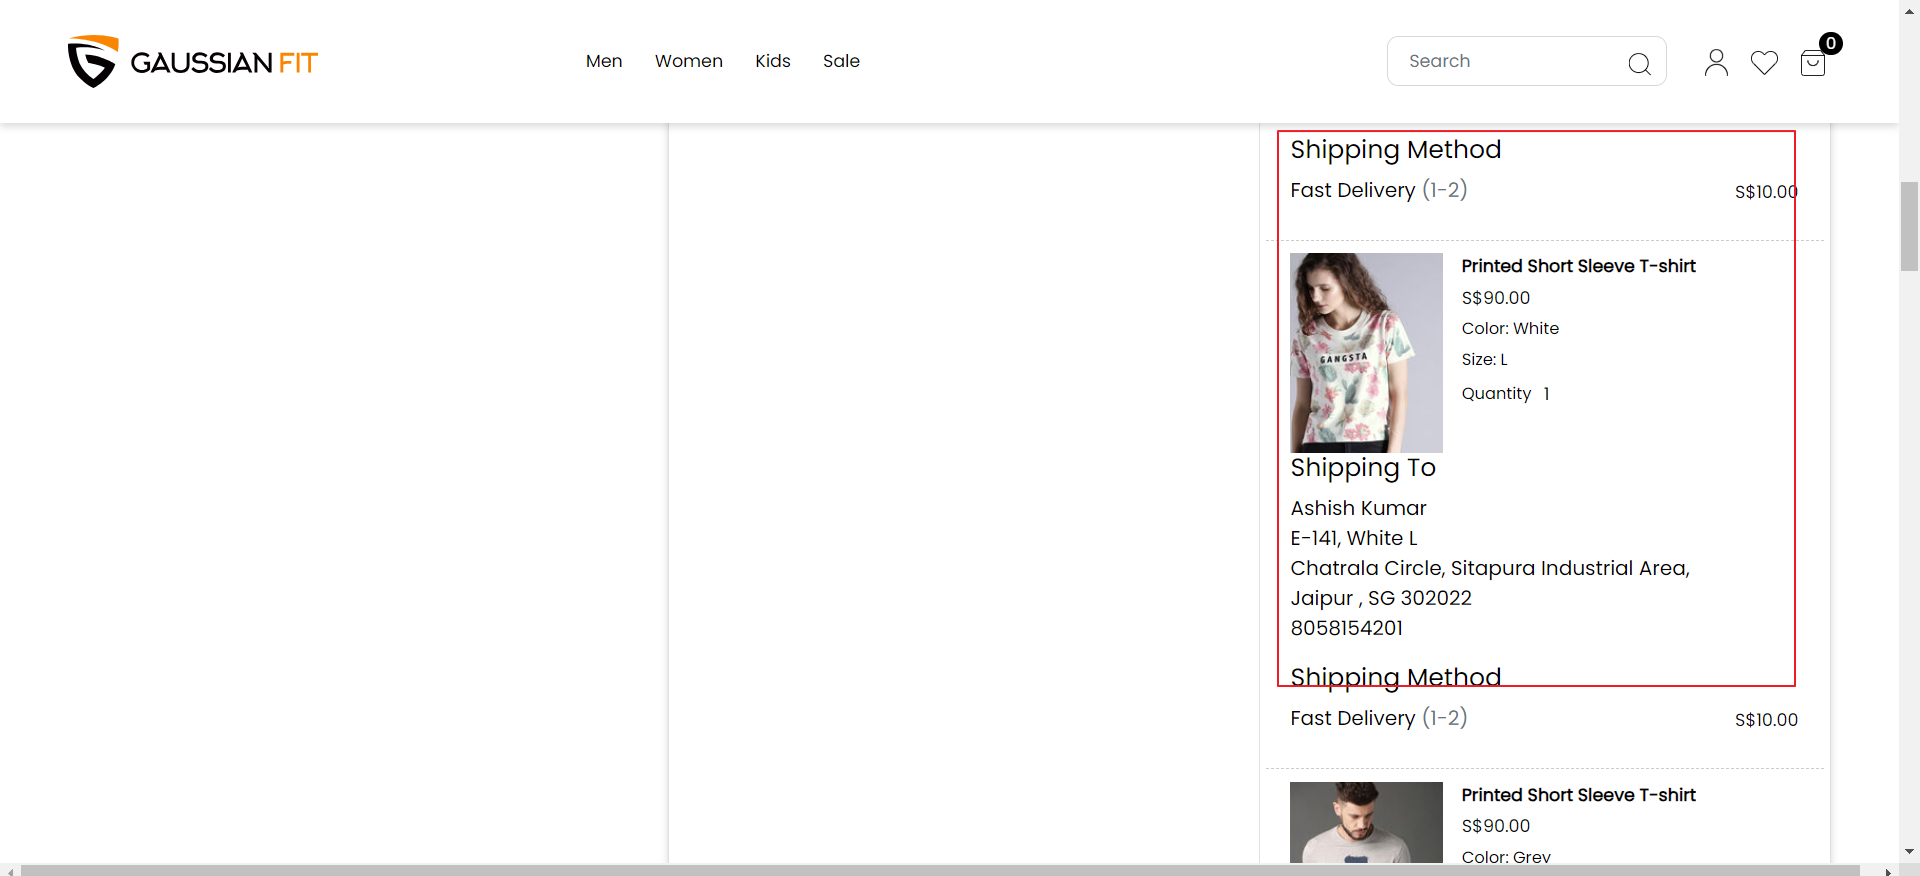 GAUSSIAN FIT
Men Women Kids Sale
Search
0
Shipping Method
Fast Delivery (1-2) S$10.00
Printed Short Sleeve T-shirt
S$90.00
Color: White
Size: L
Quantity 1
GANGSTA
Shipping To
Ashish Kumar
E-141, White L
Chatrala Circle, Sitapura Industrial Area,
Jaipur , SG 302022
8058154201
Shipping Method
Fast Delivery (1-2) S$10.00
Printed Short Sleeve T-shirt
S$90.00
Color: Grey